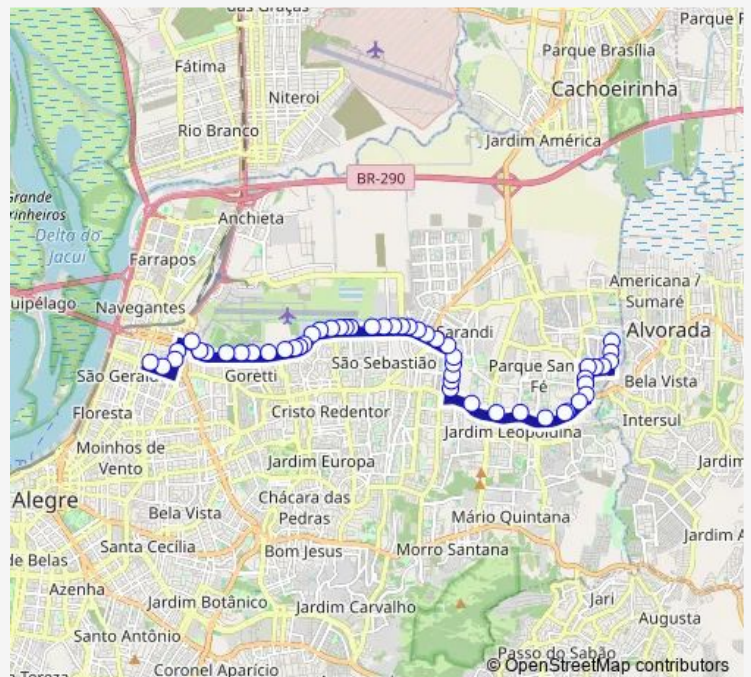 das Graças
Parque
Fátima
Parque Brasília
Niteroi
Cachoeirinha
Rio Branco
Jardim América
BR-290
Grande
Marinheiros
Anchieta
Delta do
Jacuí
Farrapos
Americana /
Sumaré
quipélago
Navegantes
Sarandi
Alvorada
São Sebastião
Parque San
Fé
São Geral
Goretti
Bela Vista
Floresta
Cristo Redentor
Intersul
Jardim Leopoldina
Moinhos de
Vento
Jardim Europa
Jardim
Alegre
Chácara das
Pedras
Bela Vista
Mário Quintana
Santa Cecília
Bom Jesus
Morro Santana
Jardim A
de Belas
Azenha
Jardim Botânico
Jardim Carvalho
Jari
Augusta
Santo Antônio
Passo do Sabão
Coronel Aparício
Tereza
© OpenStreetMap contributors